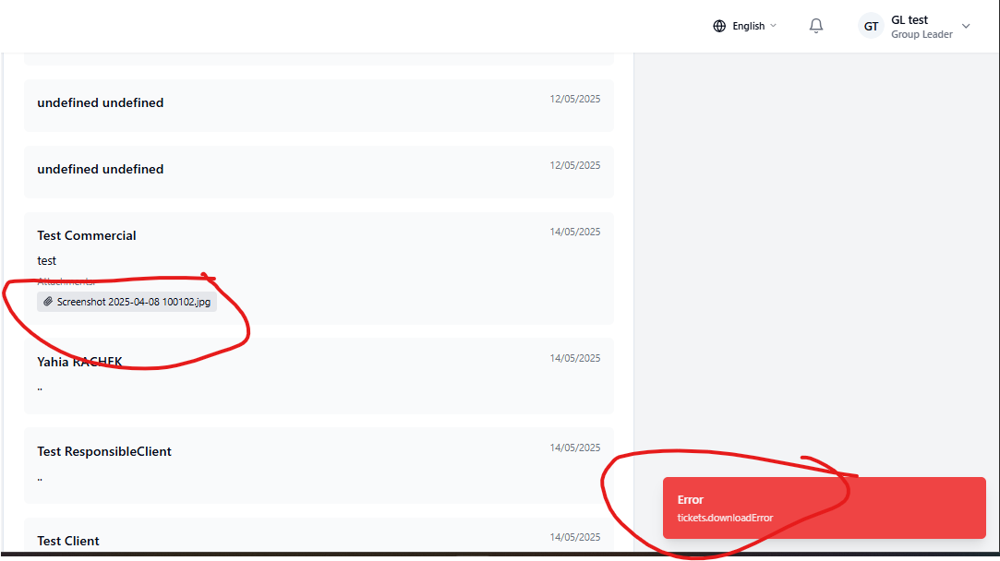 English
GT
GL test
Group Leader
undefined undefined
12/05/2025
undefined undefined
12/05/2025
Test Commercial
14/05/2025
test
Attachments:
Screenshot 2025-04-08 100102.jpg
Yahia RACHEK
14/05/2025
..
Test ResponsibleClient
14/05/2025
..
Test Client
14/05/2025
Error
tickets.downloadError